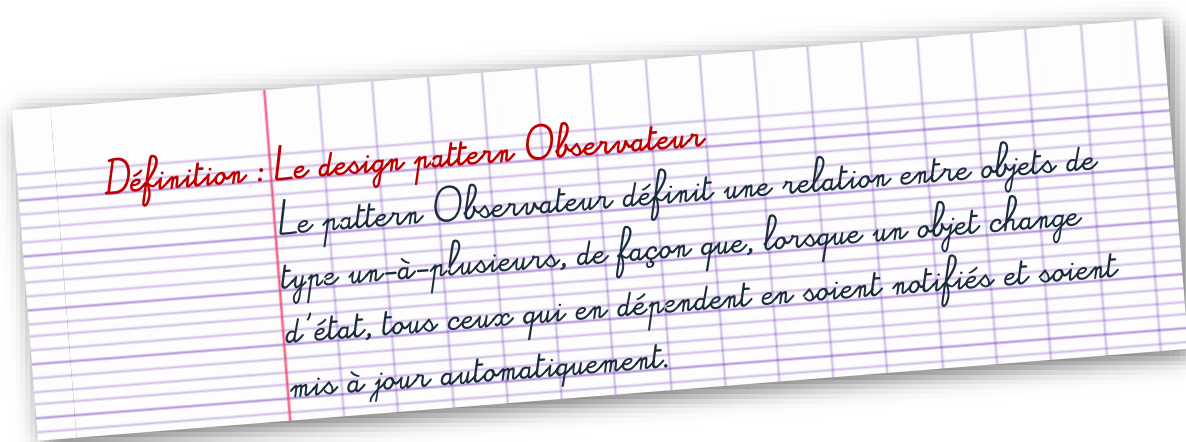 Définition : Le design pattern Observateur
Le pattern Observateur définit une relation entre objets de
type un-à-plusieurs, de façon que, lorsque un objet change
d'état, tous ceux qui en dépendent en soient notifiés et soient
mis à jour automatiquement.